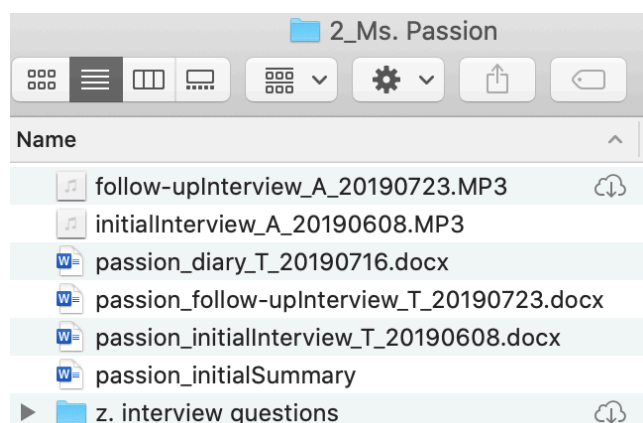 2_Ms. Passion
Name
follow-upInterview_A_20190723.MP3
initialInterview_A_20190608.MP3
passion_diary_T_20190716.docx
passion_follow-upInterview_T_20190723.docx
passion_initialInterview_T_20190608.docx
passion_initialSummary
z. interview questions